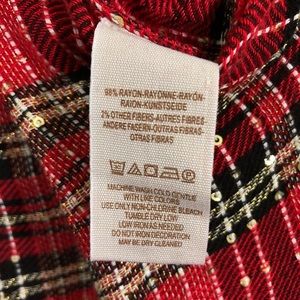 98% RAYON-RAYONNE-RAYON-
RAION-KUNSTSEIDE
2% OTHER FIBERS-AUTRES FIBRES
ANDERE FASERN-OUTRAS FIBRAS-
OTRAS FIBRAS
MACHINE WASH COLD GENTLE
WITH LIKE COLORS
USE ONLY NON-CHLORINE BLEACH
TUMBLE DRY LOW
LOW IRON AS NEEDED
DO NOT IRON DECORATION
MAY BE DRY CLEANED